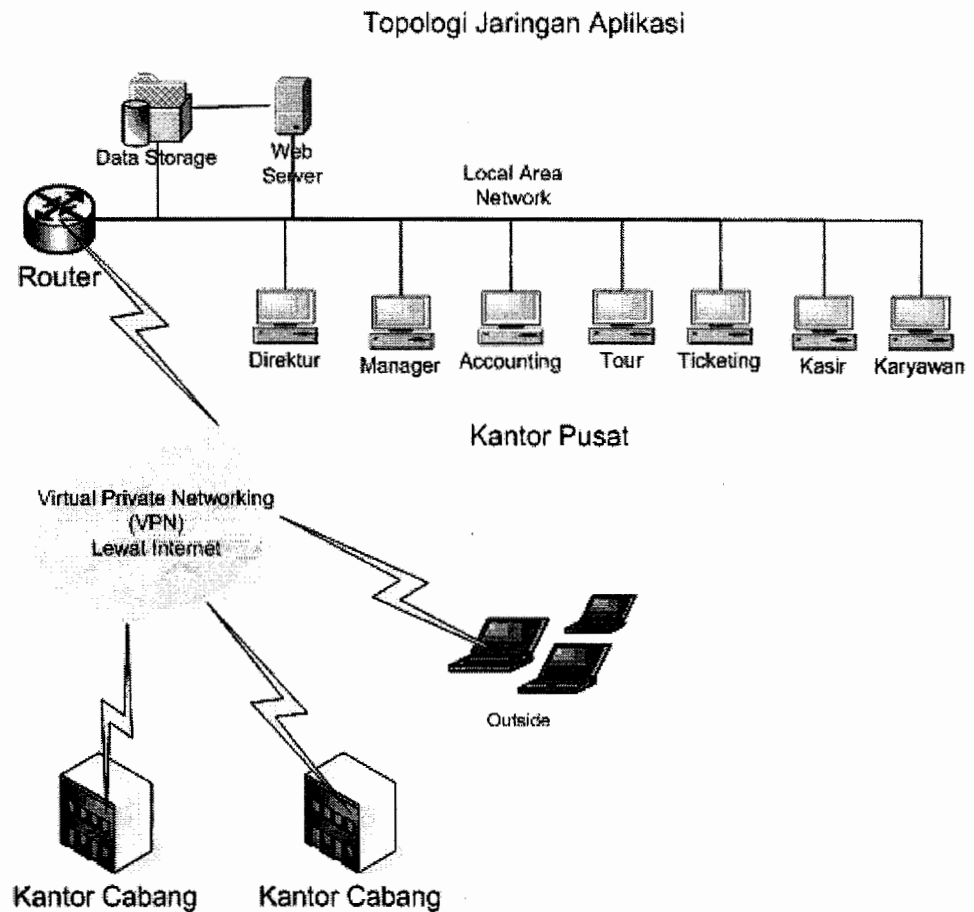 Topologi Jaringan Aplikasi
Data Storage
Web
Server
Local Area
Network
Router
Direktur
Manager
Accounting
Tour
Ticketing
Kasir
Karyawan
Kantor Pusat
Virtual Private Networking
(VPN)
Lewat Internet
Outside
Kantor Cabang
Kantor Cabang